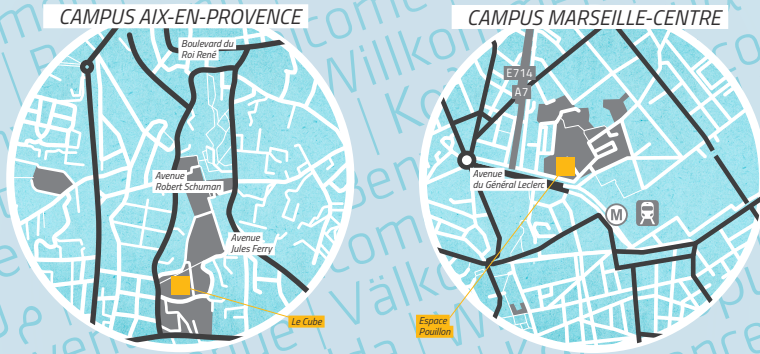 CAMPUS AIX-EN-PROVENCE
Boulevard du
Roi René
Avenue
Robert Schuman
Avenue
Jules Ferry
Le Cube
CAMPUS MARSEILLE-CENTRE
E714
A7
Avenue
du Général Leclerc
M
Espace
Pouillon